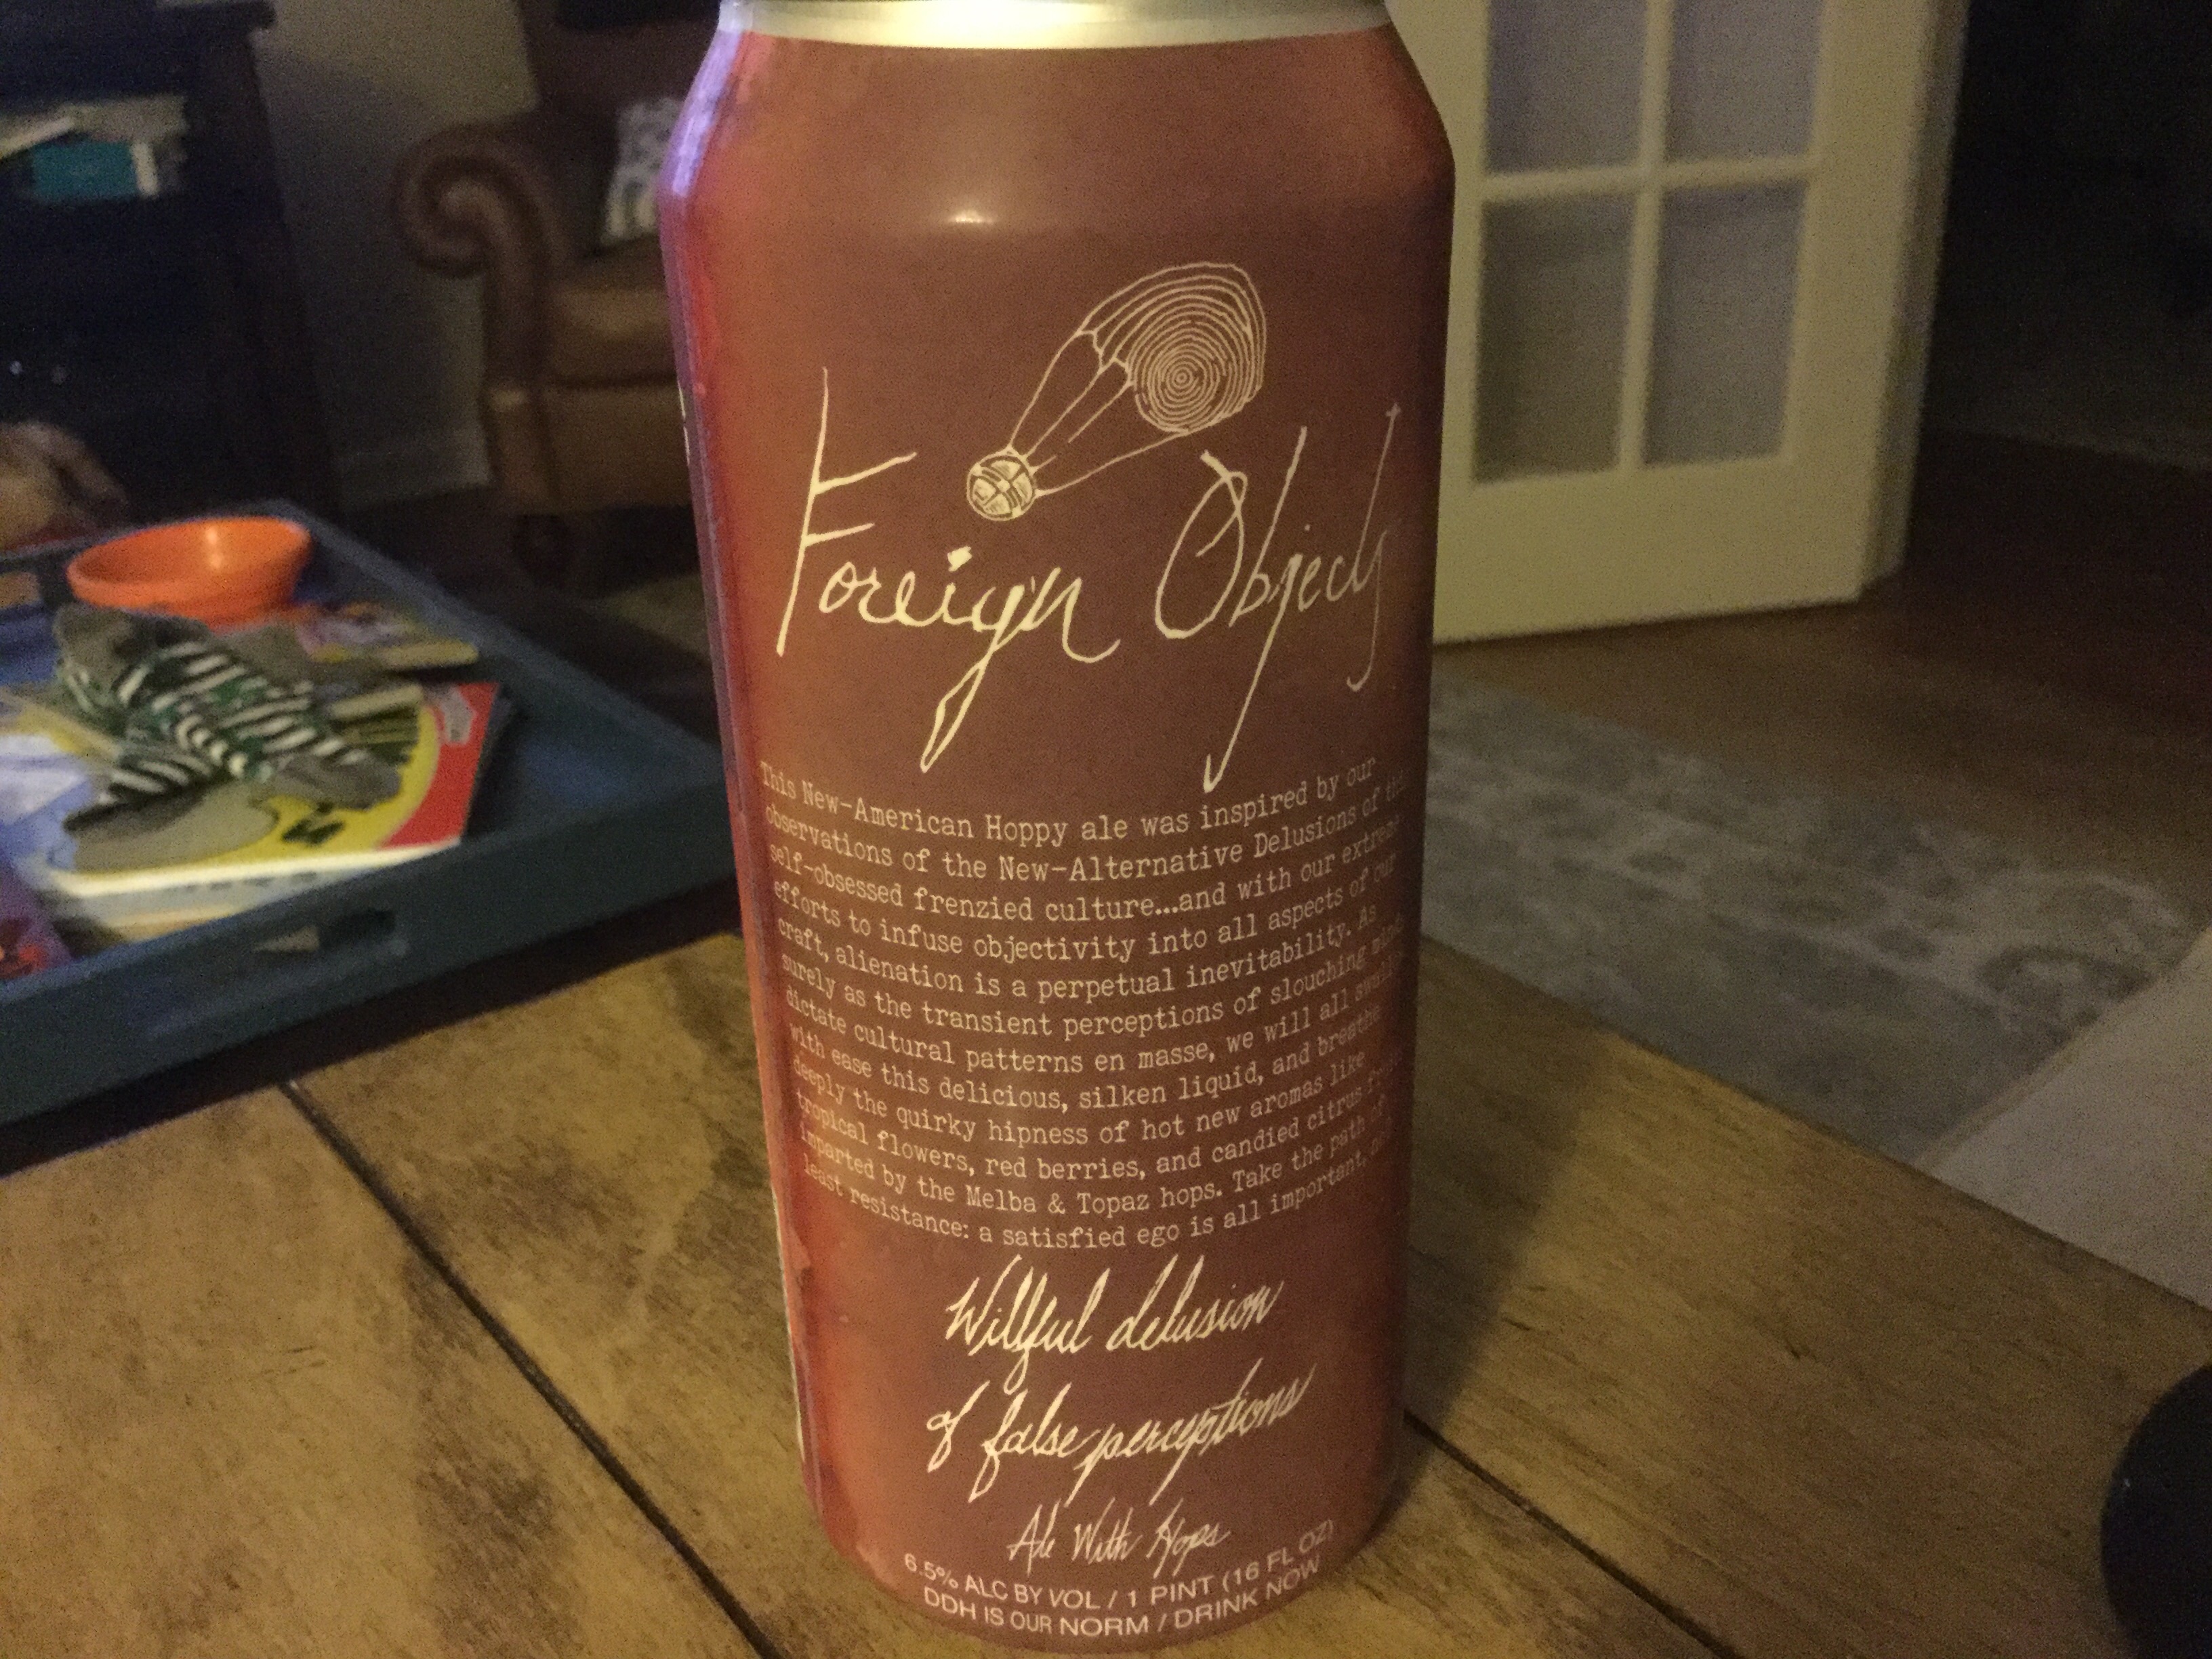 Foreign Objects
This New-American Hoppy ale was inspired by our
observations of the New-Alternative Delusions of
self-obsessed frenzied culture...and with our extreme
efforts to infuse objectivity into all aspects of our
craft, alienation is a perpetual inevitability. As
surely as the transient perceptions of slouching
dictate cultural patterns en masse, we will all
with ease this delicious, silken liquid, and breathe
deeply the quirky hipness of hot new aromas like
tropical flowers, red berries, and candied citrus
imparted by the Melba & Topaz hops. Take the path of
least resistance: a satisfied ego is all important,
Willful delusion
of false perceptions
Ale With Hops
6.5% ALC BY VOL / 1 PINT (16 FL OZ)
DDH IS OUR NORM / DRINK NOW